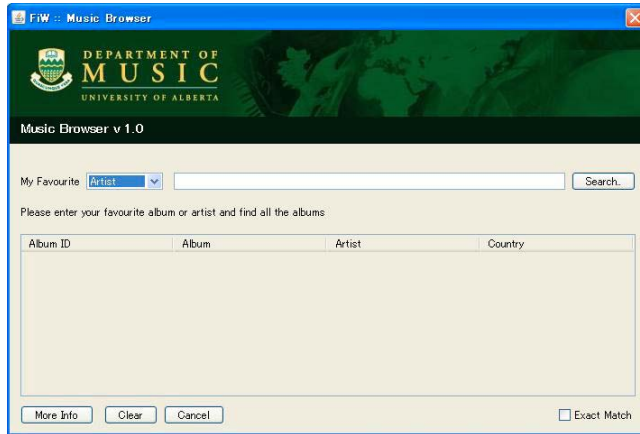 FiW :: Music Browser
DEPARTMENT OF
MUSIC
UNIVERSITY OF ALBERTA
Music Browser v 1.0
My Favourite Artist Search.
Please enter your favourite album or artist and find all the albums
Album ID Album Artist Country
More Info Clear Cancel Exact Match